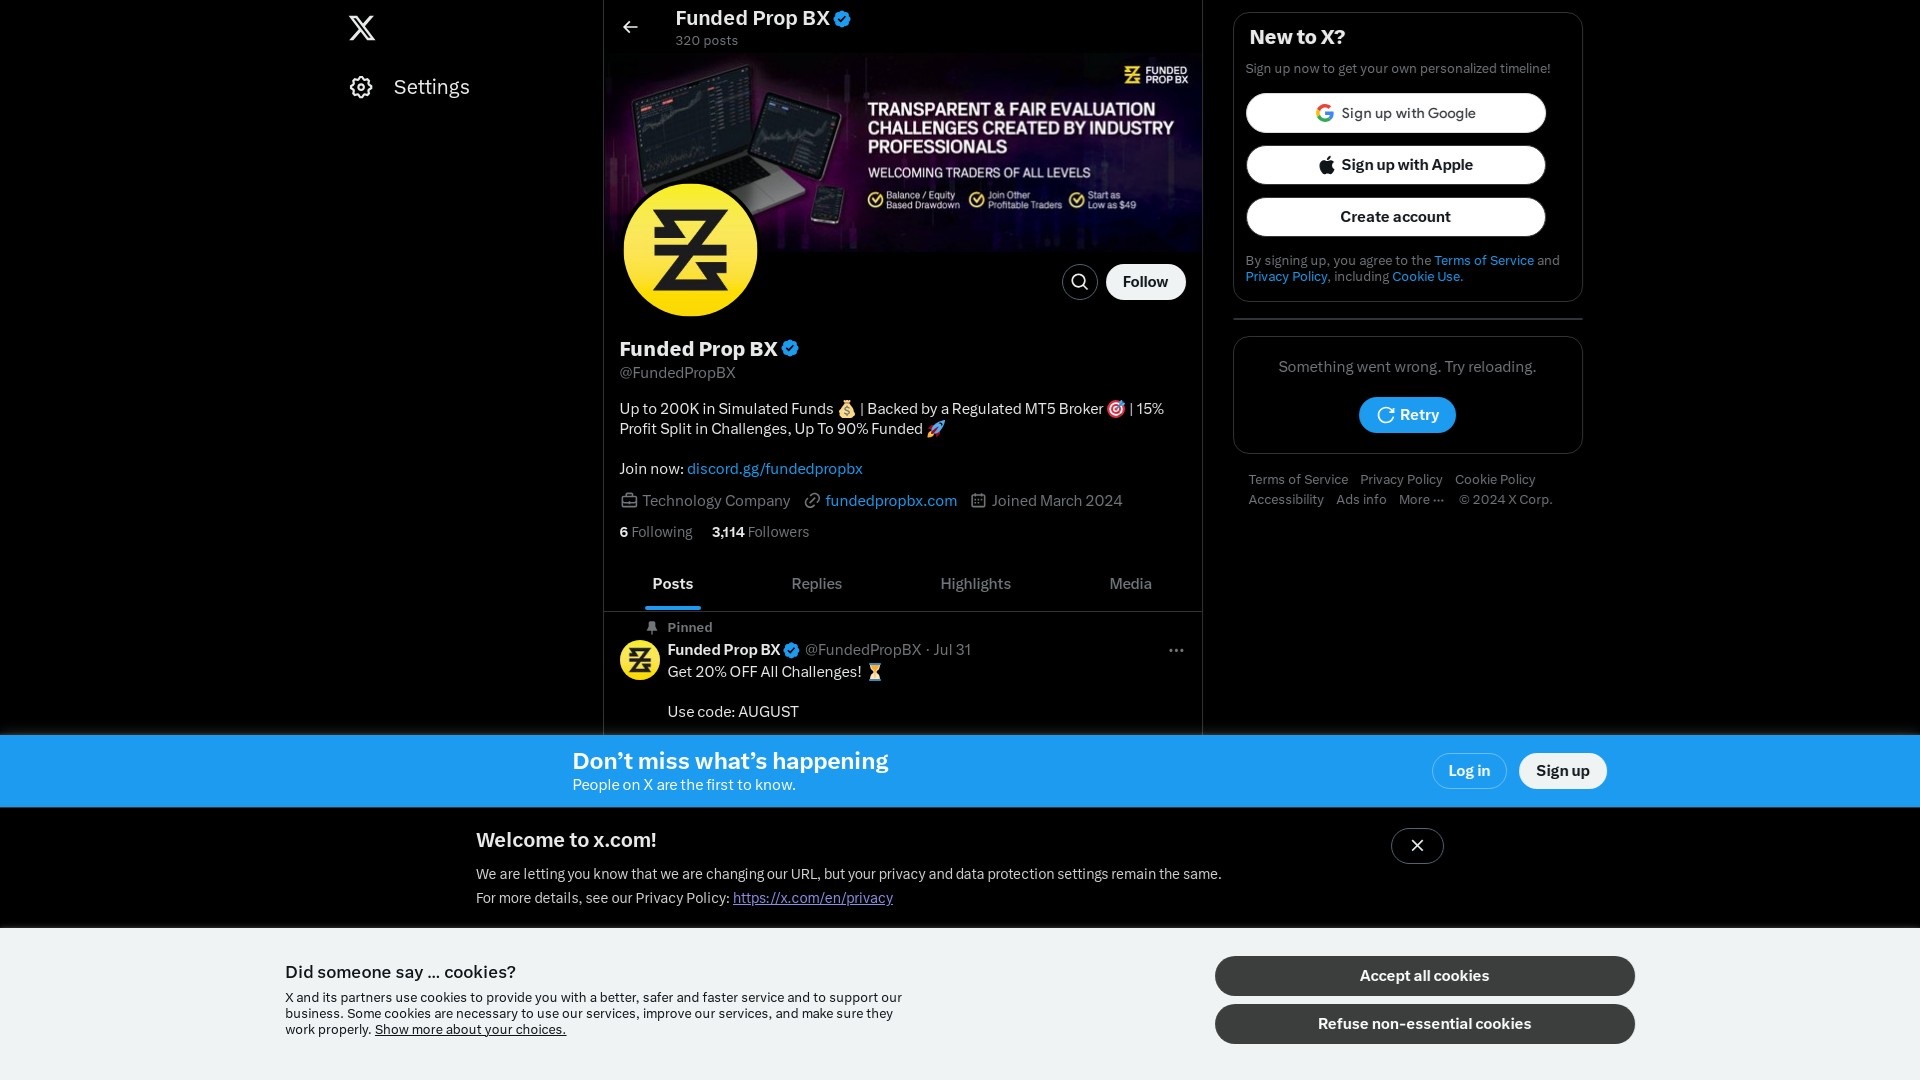 Settings
Funded Prop BX
320 posts
FUNDED
PROP BX
TRANSPARENT & FAIR EVALUATION
CHALLENGES CREATED BY INDUSTRY
PROFESSIONALS
WELCOMING TRADERS OF ALL LEVELS
Balance / Equity
Based Drawdown
Join Other
Profitable Traders
Start as
Low as $49
Follow
Funded Prop BX
@FundedPropBX
Up to 200K in Simulated Funds 💰 | Backed by a Regulated MT5 Broker 🎯 | 15%
Profit Split in Challenges, Up To 90% Funded 🚀
Join now: discord.gg/fundedpropbx
Technology Company fundedpropbx.com Joined March 2024
6 Following 3,114 Followers
Posts Replies Highlights Media
Pinned
Funded Prop BX @FundedPropBX · Jul 31
Get 20% OFF All Challenges! ⏳
Use code: AUGUST
New to X?
Sign up now to get your own personalized timeline!
Sign up with Google
Sign up with Apple
Create account
By signing up, you agree to the Terms of Service and
Privacy Policy, including Cookie Use.
Something went wrong. Try reloading.
Retry
Terms of Service Privacy Policy Cookie Policy
Accessibility Ads info More ··· © 2024 X Corp.
Don’t miss what’s happening
People on X are the first to know.
Log in
Sign up
Welcome to x.com!
We are letting you know that we are changing our URL, but your privacy and data protection settings remain the same.
For more details, see our Privacy Policy: https://x.com/en/privacy
Did someone say … cookies?
X and its partners use cookies to provide you with a better, safer and faster service and to support our
business. Some cookies are necessary to use our services, improve our services, and make sure they
work properly. Show more about your choices.
Accept all cookies
Refuse non-essential cookies